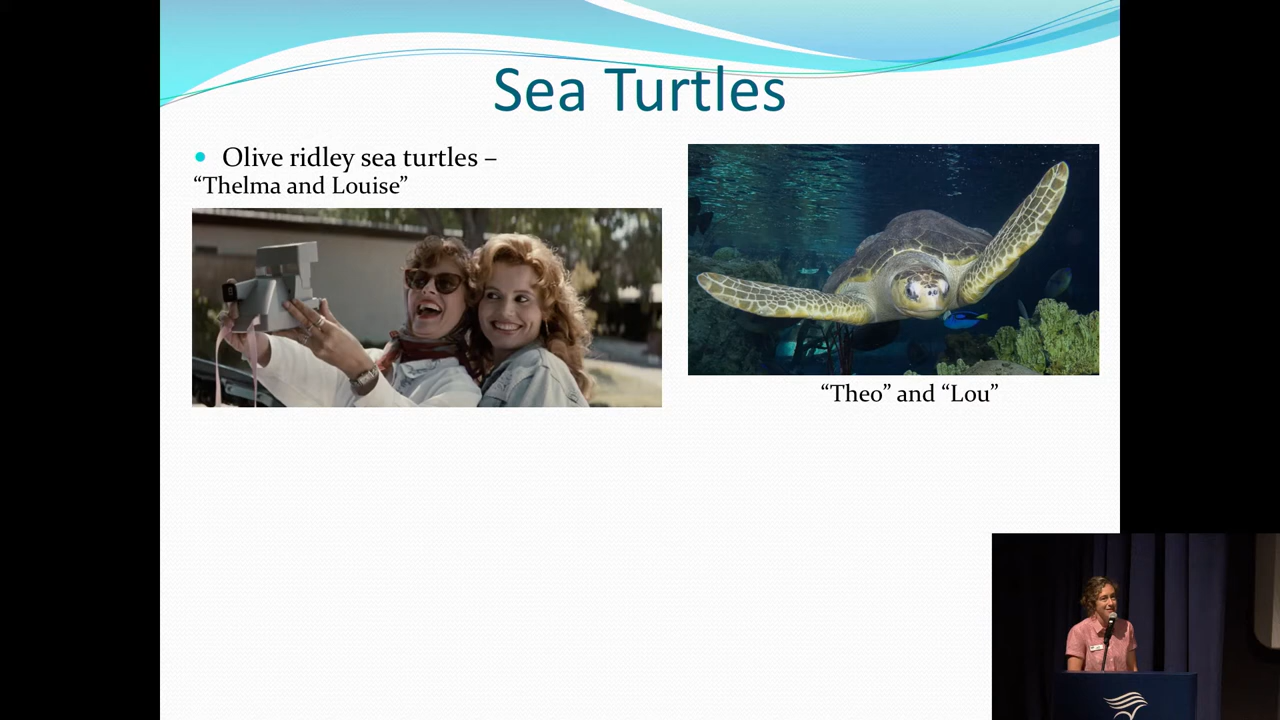 Sea Turtles
Olive ridley sea turtles –
“Thelma and Louise”
“Theo” and “Lou”